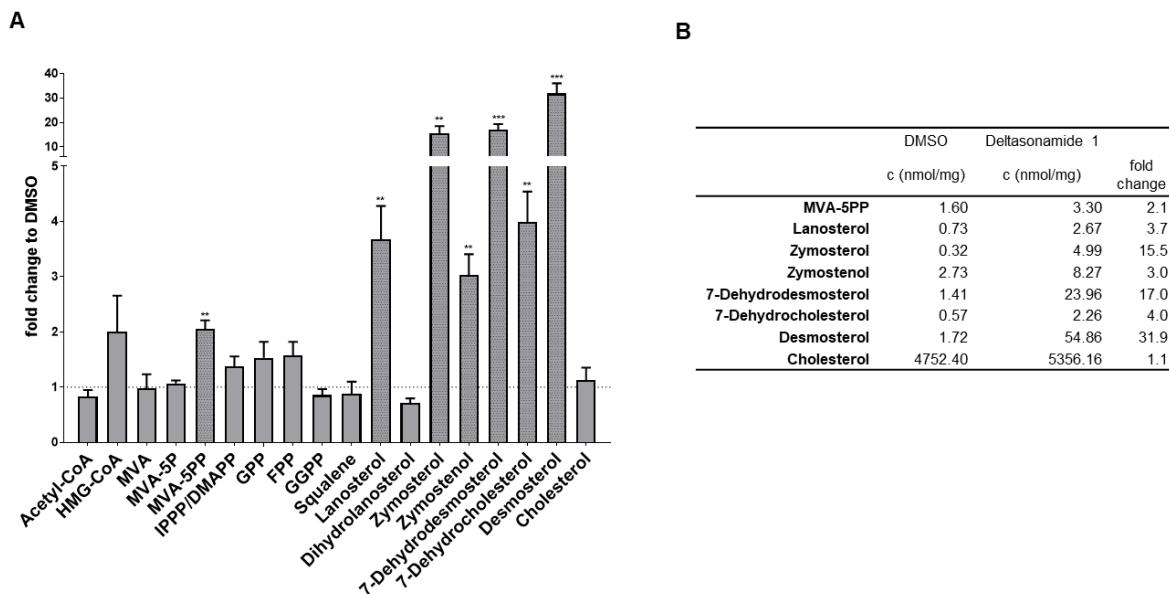 A
fold change to DMSO
40
30
20
10
5
4
3
2
1
0
**
**
**
**
***
**
***
Acetyl-CoA
HMG-CoA
MVA
MVA-5P
MVA-5PP
IPPP/DMAPP
GPP
FPP
GGPP
Squalene
Lanosterol
Dihydrolanosterol
Zymosterol
Zymostenol
7-Dehydrodesmosterol
7-Dehydrocholesterol
Desmosterol
Cholesterol
B
DMSO Deltasonamide 1
c (nmol/mg) c (nmol/mg) fold change
MVA-5PP 1.60 3.30 2.1
Lanosterol 0.73 2.67 3.7
Zymosterol 0.32 4.99 15.5
Zymostenol 2.73 8.27 3.0
7-Dehydrodesmosterol 1.41 23.96 17.0
7-Dehydrocholesterol 0.57 2.26 4.0
Desmosterol 1.72 54.86 31.9
Cholesterol 4752.40 5356.16 1.1